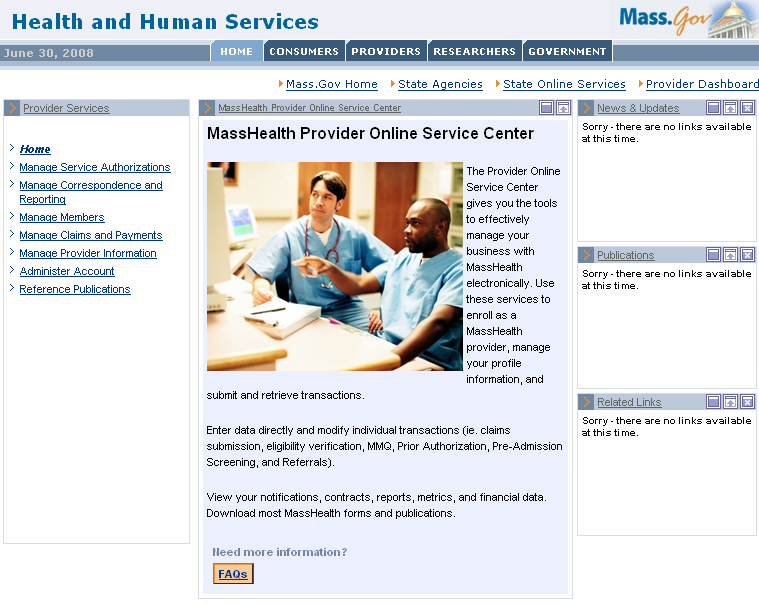 Health and Human Services
Mass.Gov
June 30, 2008
HOME
CONSUMERS
PROVIDERS
RESEARCHERS
GOVERNMENT
Mass.Gov Home
State Agencies
State Online Services
Provider Dashboard
Provider Services
Home
Manage Service Authorizations
Manage Correspondence and
Reporting
Manage Members
Manage Claims and Payments
Manage Provider Information
Administer Account
Reference Publications
MassHealth Provider Online Service Center
MassHealth Provider Online Service Center
The Provider Online
Service Center
gives you the tools
to effectively
manage your
business with
MassHealth
electronically. Use
these services to
enroll as a
MassHealth
provider, manage
your profile
information, and
submit and retrieve transactions.
Enter data directly and modify individual transactions (ie. claims
submission, eligibility verification, MMQ, Prior Authorization, Pre-Admission
Screening, and Referrals).
View your notifications, contracts, reports, metrics, and financial data.
Download most MassHealth forms and publications.
Need more information?
FAQs
News & Updates
Sorry - there are no links available
at this time.
Publications
Sorry - there are no links available
at this time.
Related Links
Sorry - there are no links available
at this time.